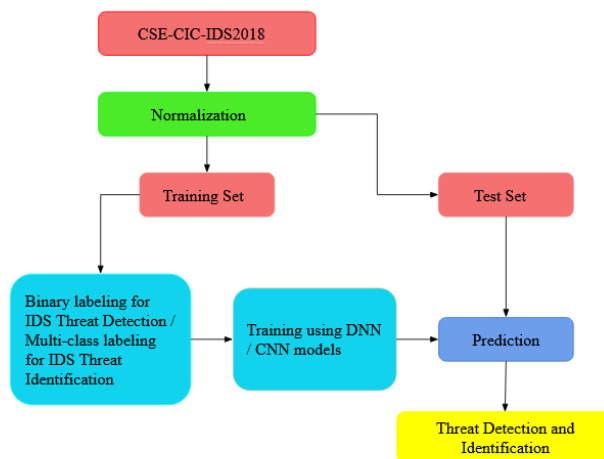 CSE-CIC-IDS2018
Normalization
Training Set
Test Set
Binary labeling for
IDS Threat Detection /
Multi-class labeling
for IDS Threat
Identification
Training using DNN
/ CNN models
Prediction
Threat Detection and
Identification